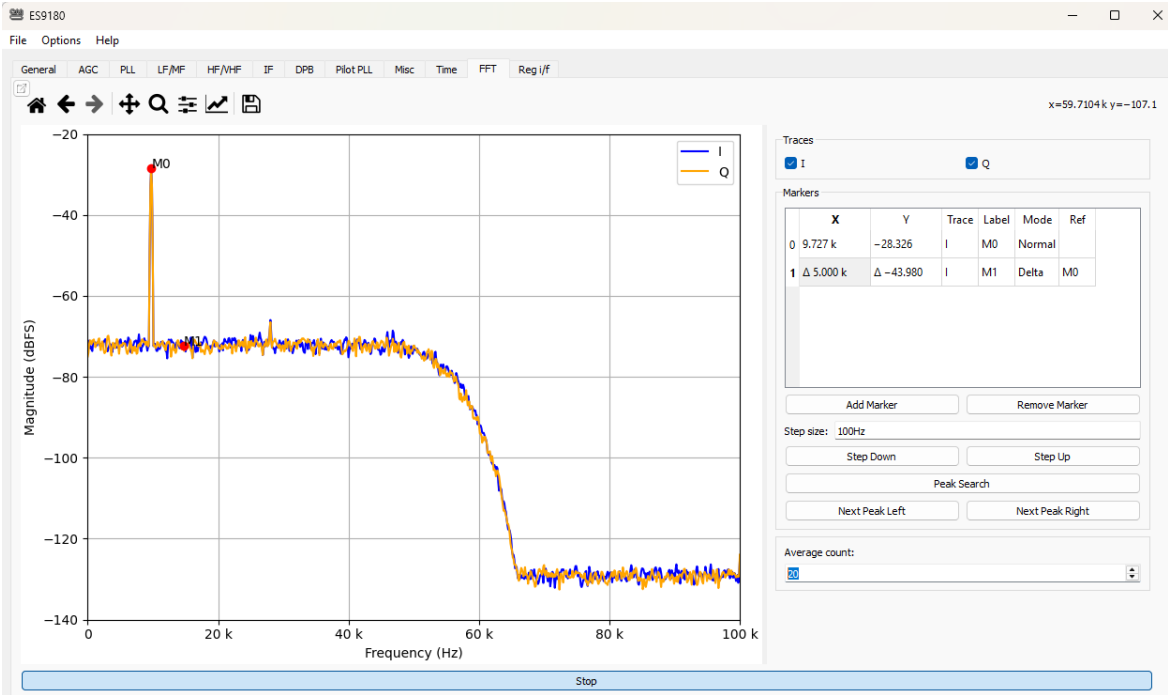 ES9180
File Options Help
General AGC PLL LF/MF HF/VHF IF DPB Pilot PLL Misc Time FFT Reg i/f
x=59.7104 k y=−107.1
−20
−40
−60
−80
−100
−120
−140
Magnitude (dBFS)
M0
M1
I
Q
0 20 k 40 k 60 k 80 k 100 k
Frequency (Hz)
Traces
I Q
Markers
X Y Trace Label Mode Ref
0 9.727 k −28.326 I M0 Normal
1 Δ 5.000 k Δ −43.980 I M1 Delta M0
Add Marker Remove Marker
Step size: 100Hz
Step Down Step Up
Peak Search
Next Peak Left Next Peak Right
Average count:
20
Stop